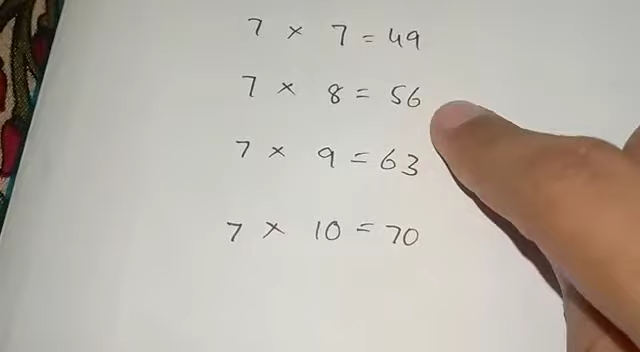 7 × 7 = 49
7 × 8 = 56
7 × 9 = 63
7 × 10 = 70